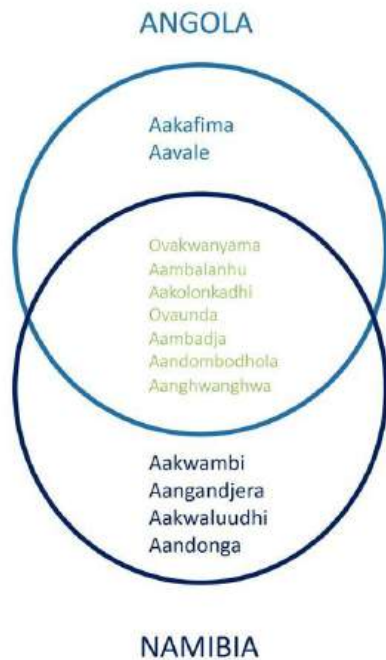 ANGOLA
Aakafima
Aavale
Ovakwanyama
Aambalanhu
Aakolonkadhi
Ovaunda
Aambadja
Aandombodhola
Aanghwanghwa
Aakwambi
Aangandjera
Aakwaluudhi
Aandonga
NAMIBIA